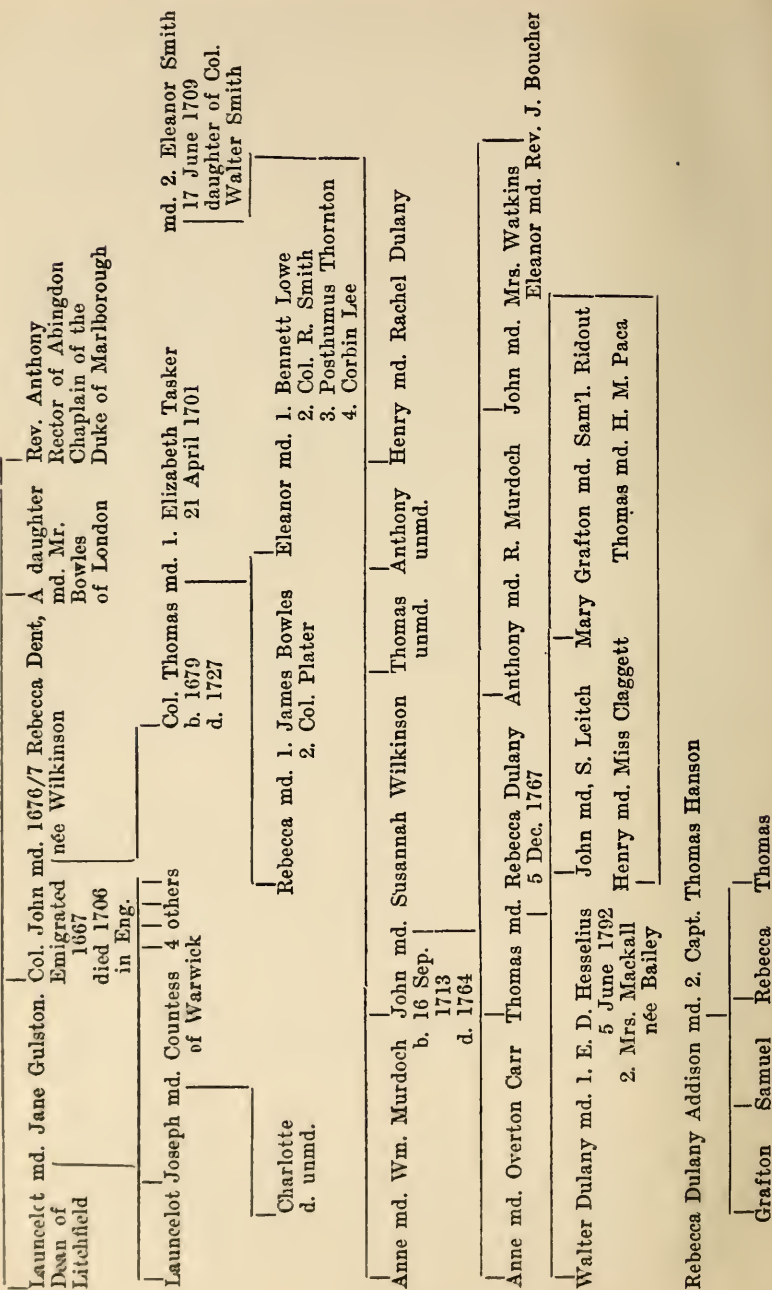 Launcelot md. Jane Gulston.
Dean of
Litchfield
Col. John md. 1676/7 Rebecca Dent,
Emigrated née Wilkinson
1667
died 1706
in Eng.
A daughter
md. Mr.
Bowles
of London
Rev. Anthony
Rector of Abingdon
Chaplain of the
Duke of Marlborough
Launcelot
Joseph md. Countess
of Warwick
4 others
Col. Thomas md. 1. Elizabeth Tasker
b. 1679 21 April 1701
d. 1727
md. 2. Eleanor Smith
17 June 1709
daughter of Col.
Walter Smith
Charlotte
d. unmd.
Rebecca md. 1. James Bowles
2. Col. Plater
Eleanor md. 1. Bennett Lowe
2. Col. R. Smith
3. Posthumus Thornton
4. Corbin Lee
Anne md. Wm. Murdoch
John md. Susannah Wilkinson
b. 16 Sep.
1713
d. 1764
Thomas
unmd.
Anthony
unmd.
Henry md. Rachel Dulany
Anne md. Overton Carr
Thomas md. Rebecca Dulany
5 Dec. 1767
Anthony md. R. Murdoch
John md. Mrs. Watkins
Eleanor md. Rev. J. Boucher
Walter Dulany md. 1. E. D. Hesselius
5 June 1792
2. Mrs. Mackall
née Bailey
John md, S. Leitch
Mary Grafton md. Sam'l. Ridout
Henry md. Miss Claggett
Thomas md. H. M. Paca
Rebecca Dulany Addison md. 2. Capt. Thomas Hanson
Grafton Samuel Rebecca Thomas